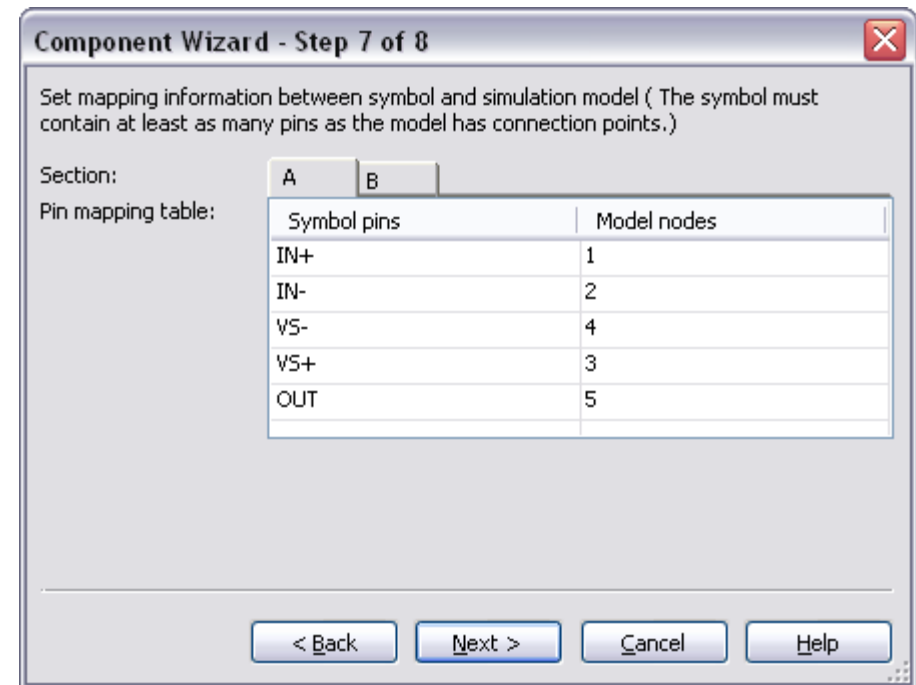 Component Wizard - Step 7 of 8
Set mapping information between symbol and simulation model ( The symbol must
contain at least as many pins as the model has connection points.)
Section:
A B
Pin mapping table:
Symbol pins Model nodes
IN+ 1
IN- 2
VS- 4
VS+ 3
OUT 5
< Back Next > Cancel Help